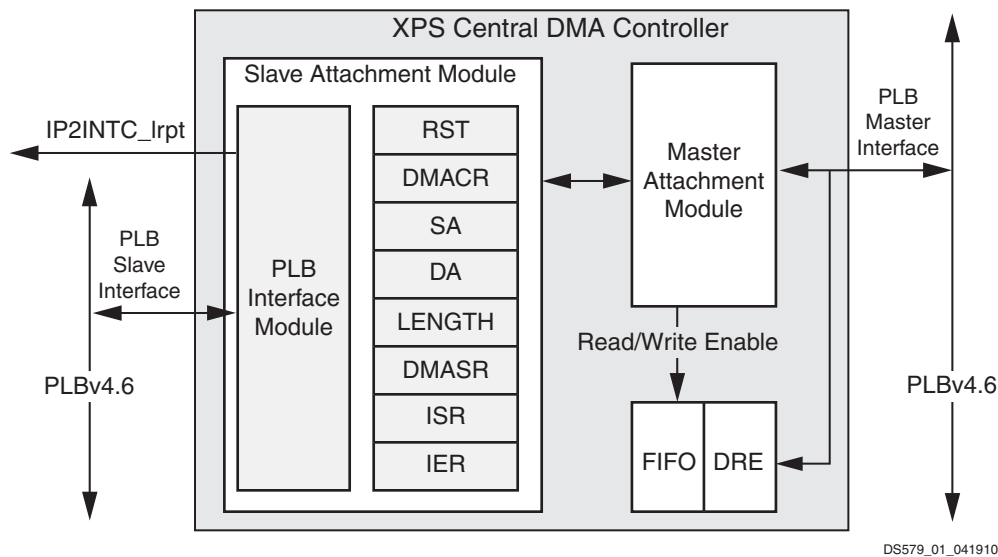 XPS Central DMA Controller
Slave Attachment Module
IP2INTC_Irpt
PLB
Slave
Interface
PLBv4.6
PLB
Interface
Module
RST
DMACR
SA
DA
LENGTH
DMASR
ISR
IER
Master
Attachment
Module
Read/Write Enable
FIFO
DRE
PLB
Master
Interface
PLBv4.6
DS579_01_041910